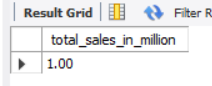 Result Grid Filter R
total_sales_in_million
1.00